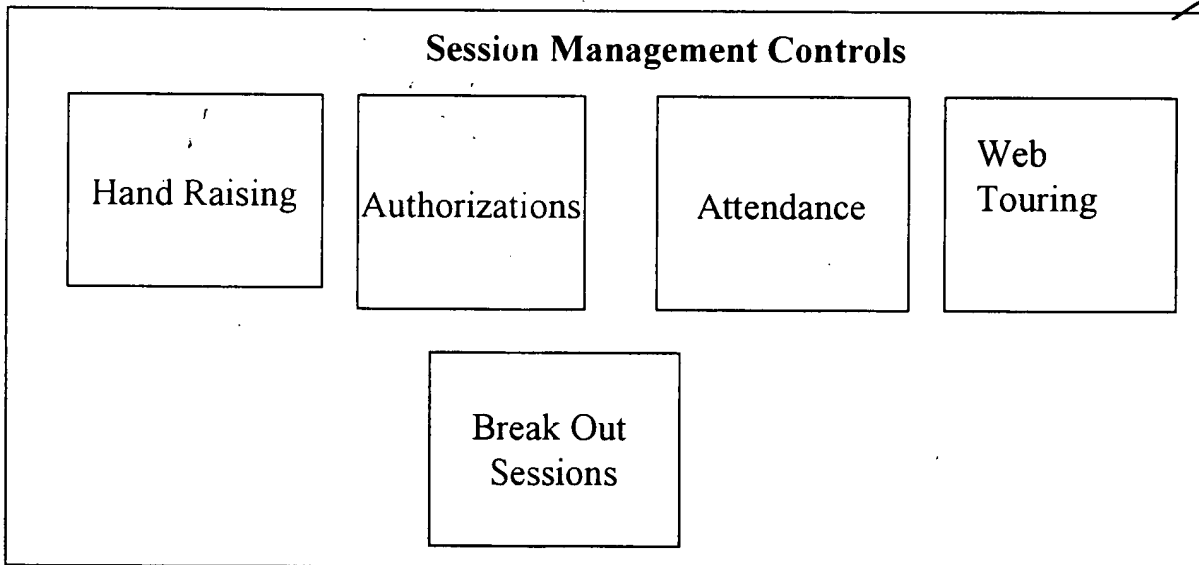 Session Management Controls
Hand Raising
Authorizations
Attendance
Web
Touring
Break Out
Sessions